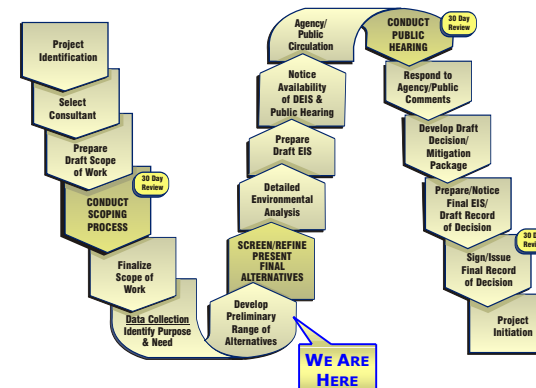 Project
Identification
Select
Consultant
Prepare
Draft Scope
of Work
30 Day
Review
CONDUCT
SCOPING
PROCESS
Finalize
Scope of
Work
Data Collection
Identify Purpose
& Need
Develop
Preliminary
Range of
Alternatives
WE ARE
HERE
SCREEN/REFINE
PRESENT
FINAL
ALTERNATIVES
Detailed
Environmental
Analysis
Prepare
Draft EIS
Notice
Availability
of DEIS &
Public Hearing
Agency/
Public
Circulation
CONDUCT
PUBLIC
HEARING
30 Day
Review
Respond to
Agency/Public
Comments
Develop Draft
Decision/
Mitigation
Package
Prepare/Notice
Final EIS/
Draft Record
of Decision
30 D
Revi
Sign/Issue
Final Record
of Decision
Project
Initiation